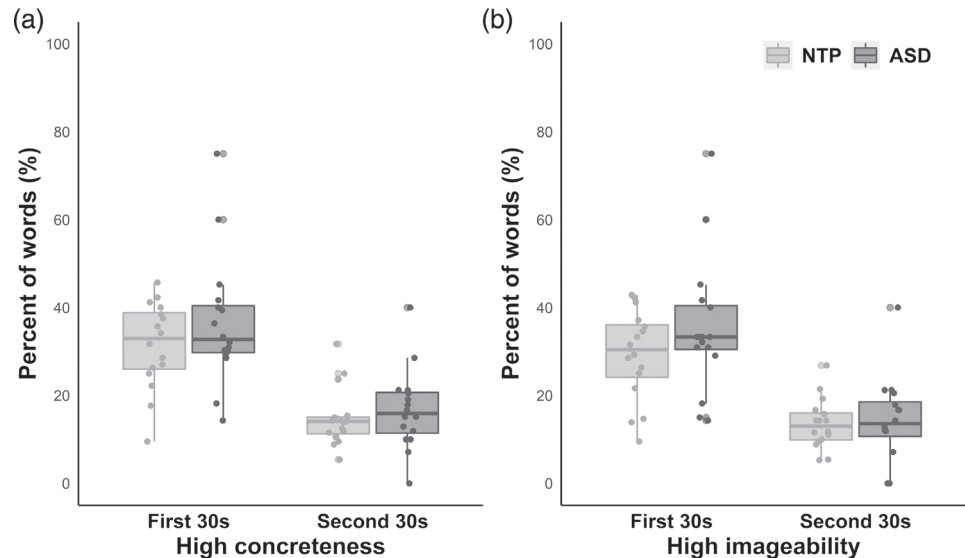 (a)
Percent of words (%)
100
80
60
40
20
0
First 30s Second 30s
High concreteness
(b)
NTP ASD
Percent of words (%)
100
80
60
40
20
0
First 30s Second 30s
High imageability